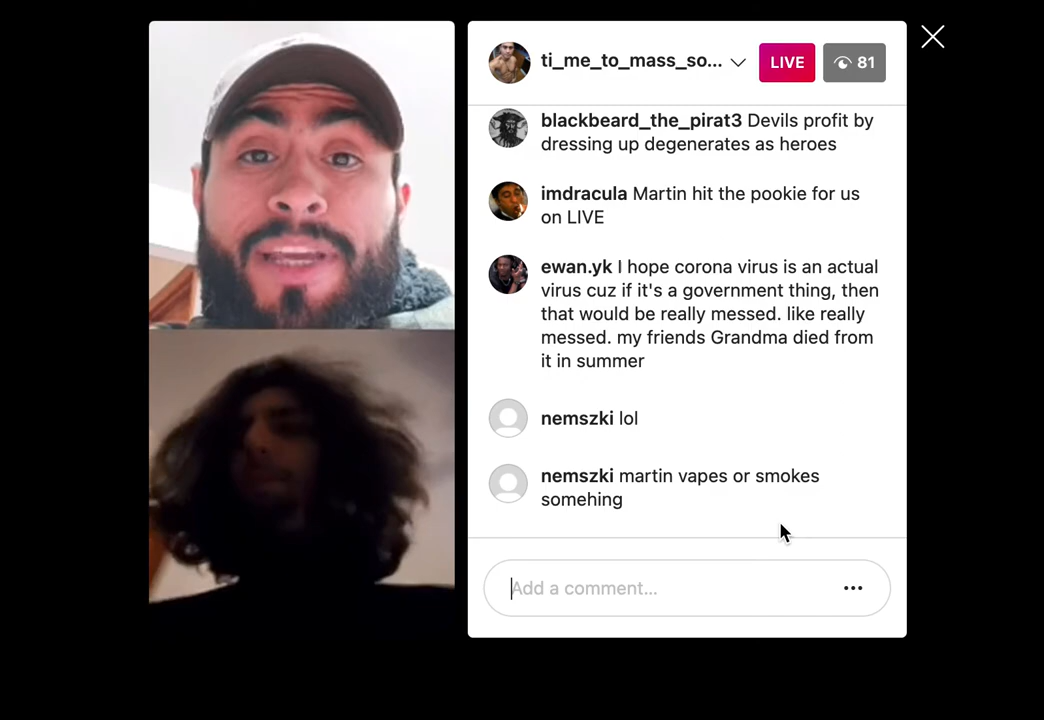 ti_me_to_mass_so...
LIVE
81
blackbeard_the_pirat3 Devils profit by
dressing up degenerates as heroes
imdracula Martin hit the pookie for us
on LIVE
ewan.yk I hope corona virus is an actual
virus cuz if it's a government thing, then
that would be really messed. like really
messed. my friends Grandma died from
it in summer
nemszki lol
nemszki martin vapes or smokes
somehing
Add a comment...